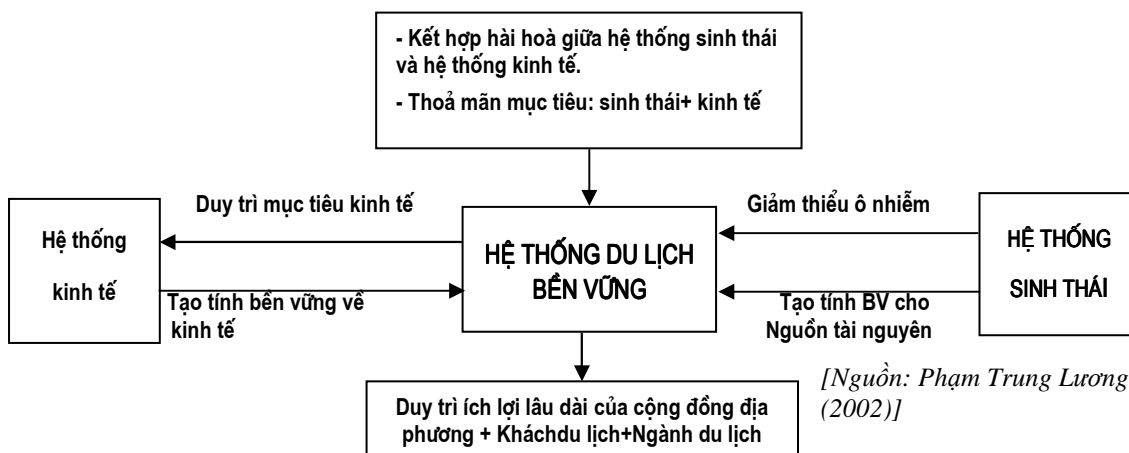 - Kết hợp hài hoà giữa hệ thống sinh thái
và hệ thống kinh tế.
- Thoả mãn mục tiêu: sinh thái+ kinh tế
Duy trì mục tiêu kinh tế
Giảm thiểu ô nhiễm
Hệ thống
kinh tế
HỆ THỐNG DU LỊCH
BỀN VỮNG
HỆ THỐNG
SINH THÁI
Tạo tính bền vững về
kinh tế
Tạo tính BV cho
Nguồn tài nguyên
[Nguồn: Phạm Trung Lương
(2002)]
Duy trì ích lợi lâu dài của cộng đồng địa
phương + Kháchdu lịch+Ngành du lịch